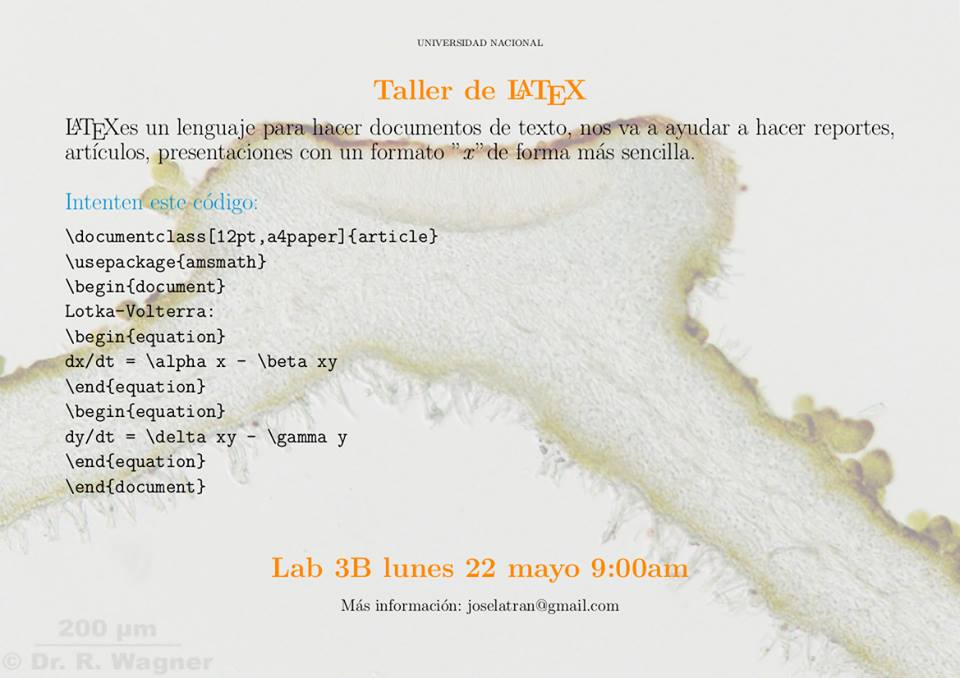 UNIVERSIDAD NACIONAL
Taller de LATEX
LATEXes un lenguaje para hacer documentos de texto, nos va a ayudar a hacer reportes,
artículos, presentaciones con un formato ”x”de forma más sencilla.
Intenten este código:
\documentclass[12pt,a4paper]{article}
\usepackage{amsmath}
\begin{document}
Lotka-Volterra:
\begin{equation}
dx/dt = \alpha x - \beta xy
\end{equation}
\begin{equation}
dy/dt = \delta xy - \gamma y
\end{equation}
\end{document}
Lab 3B lunes 22 mayo 9:00am
Más información: joselatran@gmail.com
200 µm
© Dr. R. Wagner